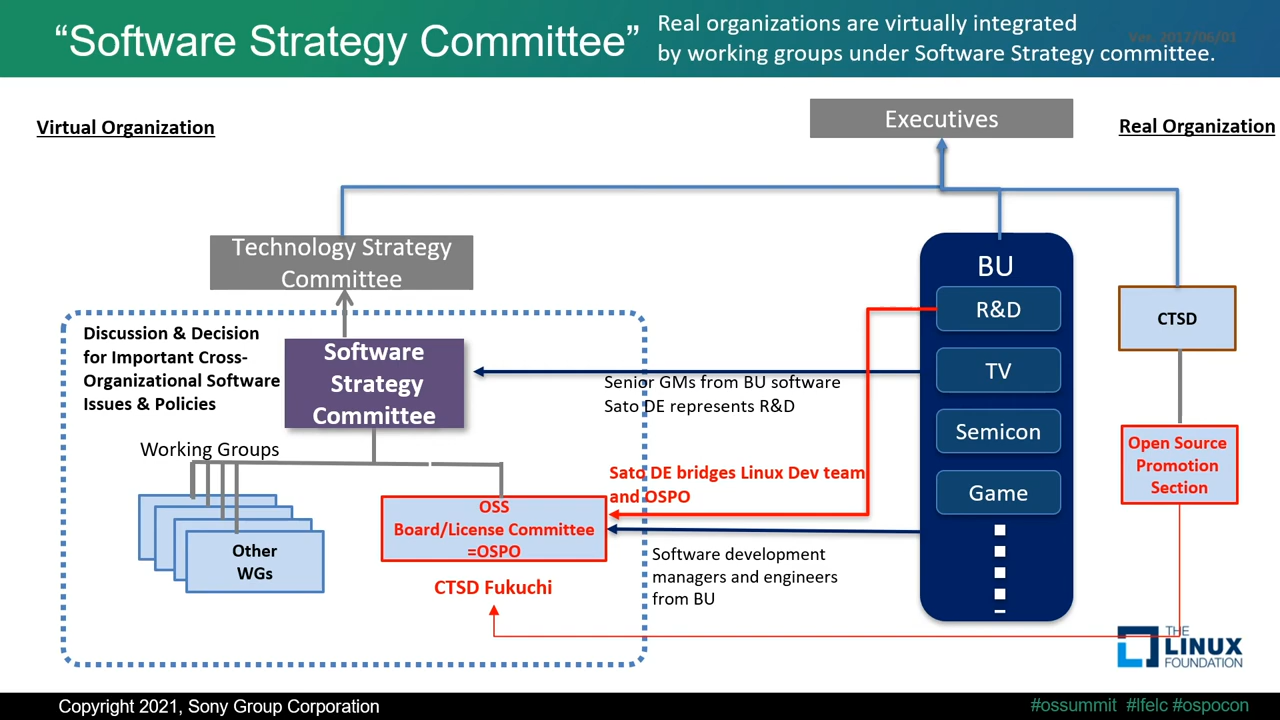 “Software Strategy Committee”
Real organizations are virtually integrated
by working groups under Software Strategy committee.
Ver. 2017/06/01
Virtual Organization
Executives
Real Organization
Technology Strategy
Committee
BU
R&D
TV
Semicon
Game
CTSD
Open Source
Promotion
Section
Discussion & Decision
for Important Cross-
Organizational Software
Issues & Policies
Software
Strategy
Committee
Senior GMs from BU software
Sato DE represents R&D
Working Groups
Sato DE bridges Linux Dev team
and OSPO
OSS
Board/License Committee
=OSPO
Other
WGs
CTSD Fukuchi
Software development
managers and engineers
from BU
THE
LINUX
FOUNDATION
Copyright 2021, Sony Group Corporation
#ossummit #lfelc #ospocon